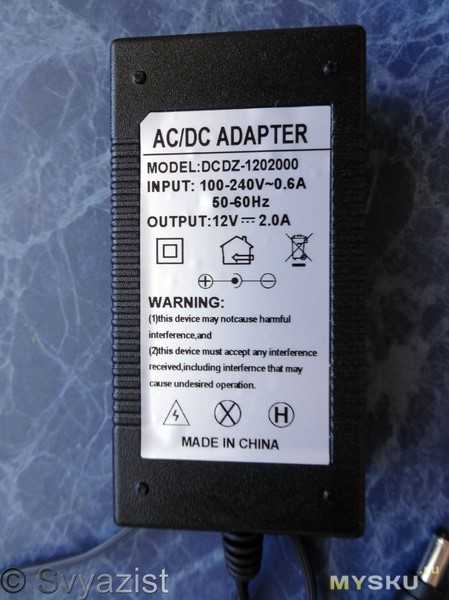 AC/DC ADAPTER
MODEL:DCDZ-1202000
INPUT: 100-240V~0.6A
50-60Hz
OUTPUT:12V⎓2.0A
WARNING:
(1)this device may notcause harmful
interference,and
(2)this device must accept any interference
received,including interfernce that may
cause undesired operation.
H
MADE IN CHINA
© Svyazist
MYSKU.ru